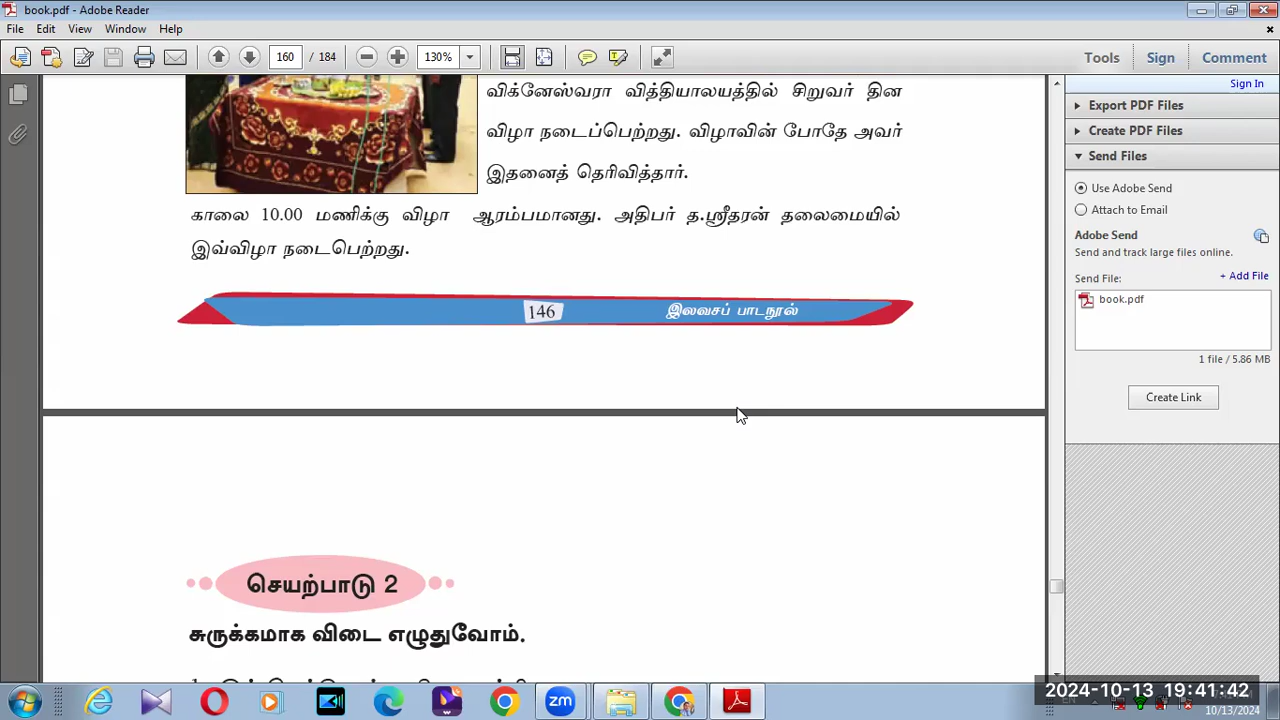 book.pdf - Adobe Reader
File Edit View Window Help
160 / 184 130% Tools Sign Comment
Sign In
Export PDF Files
Create PDF Files
Send Files
Use Adobe Send
Attach to Email
Adobe Send
Send and track large files online.
Send File: + Add File
book.pdf
1 file / 5.86 MB
Create Link
விக்னேஸ்வரா வித்தியாலயத்தில் சிறுவர் தின
விழா நடைப்பெற்றது. விழாவின் போதே அவர்
இதனைத் தெரிவித்தார்.
காலை 10.00 மணிக்கு விழா ஆரம்பமானது. அதிபர் த.ஸ்ரீதரன் தலைமையில்
இவ்விழா நடைபெற்றது.
146 இலவசப் பாடநூல்
செயற்பாடு 2
சுருக்கமாக விடை எழுதுவோம்.
2024-10-13 19:41:42
10/13/2024